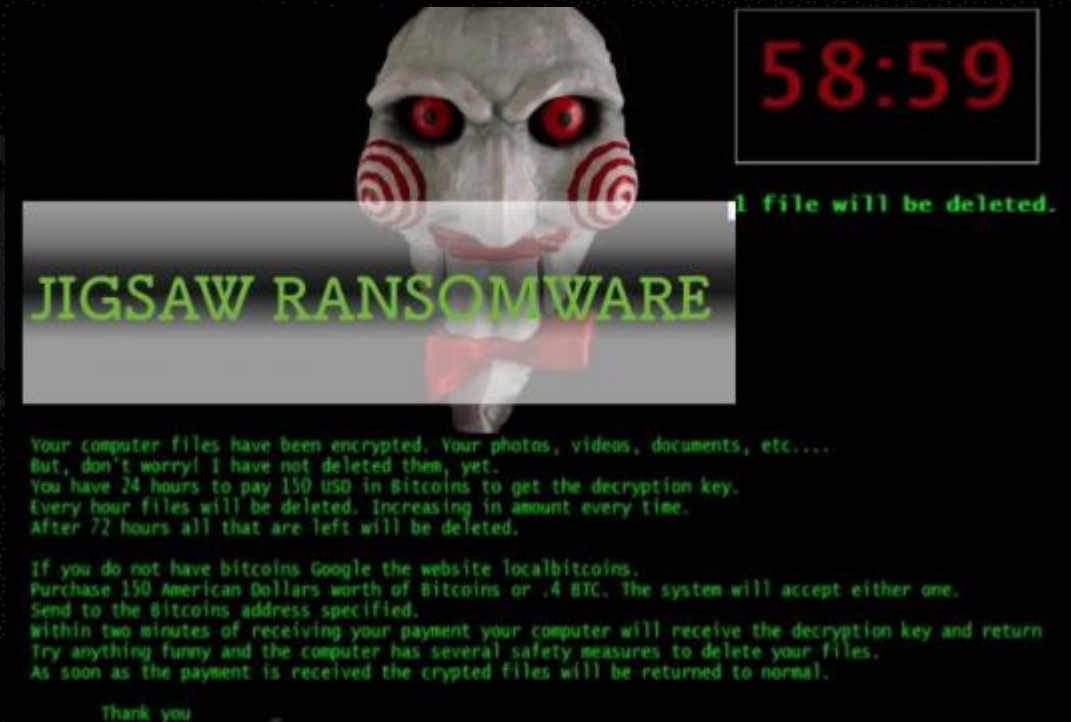 58:59
1 file will be deleted.
JIGSAW RANSOMWARE
Your computer files have been encrypted. Your photos, videos, documents, etc....
But, don't worry! I have not deleted them, yet.
You have 24 hours to pay 150 USD in Bitcoins to get the decryption key.
Every hour files will be deleted. Increasing in amount every time.
After 72 hours all that are left will be deleted.
If you do not have bitcoins Google the website localbitcoins.
Purchase 150 American Dollars worth of Bitcoins or .4 BTC. The system will accept either one.
Send to the Bitcoins address specified.
Within two minutes of receiving your payment your computer will receive the decryption key and return
Try anything funny and the computer has several safety measures to delete your files.
As soon as the payment is received the crypted files will be returned to normal.
Thank you